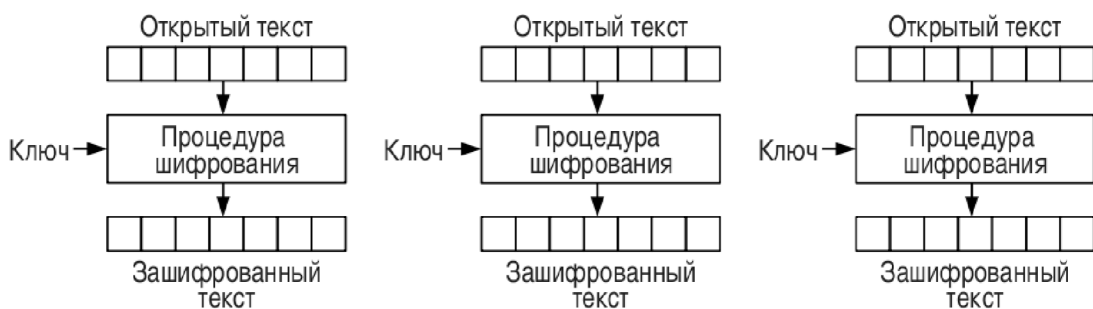 Открытый текст
Ключ
Процедура
шифрования
Зашифрованный
текст
Открытый текст
Ключ
Процедура
шифрования
Зашифрованный
текст
Открытый текст
Ключ
Процедура
шифрования
Зашифрованный
текст